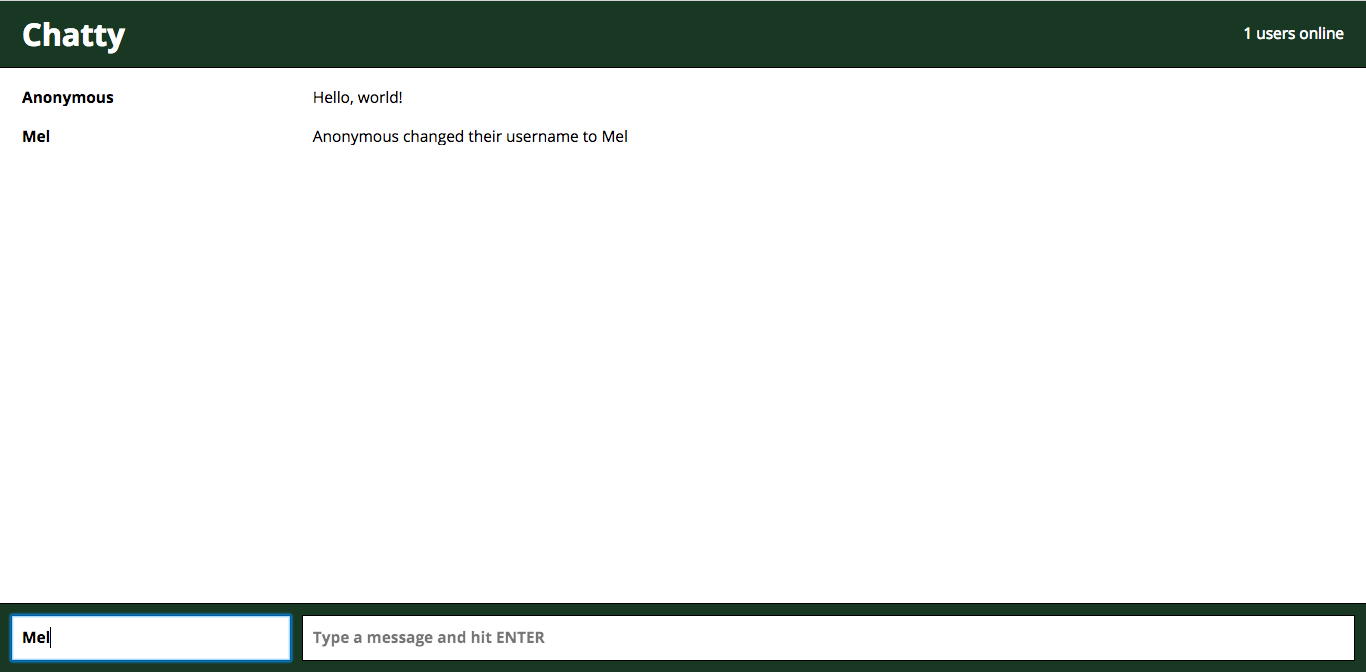 Chatty
1 users online
Anonymous Hello, world!
Mel Anonymous changed their username to Mel
Mel Type a message and hit ENTER